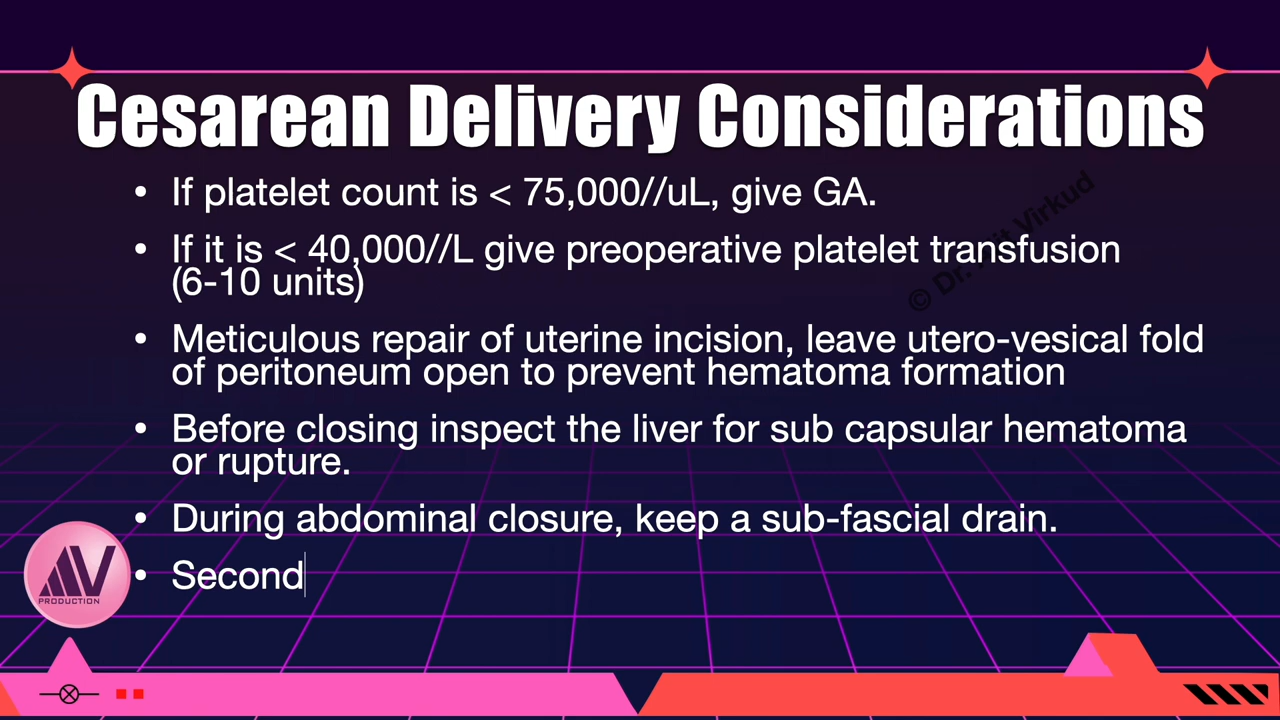 Cesarean Delivery Considerations
• If platelet count is < 75,000//uL, give GA.
• If it is < 40,000//L give preoperative platelet transfusion
(6-10 units)
• Meticulous repair of uterine incision, leave utero-vesical fold
of peritoneum open to prevent hematoma formation
• Before closing inspect the liver for sub capsular hematoma
or rupture.
• During abdominal closure, keep a sub-fascial drain.
• Second
© Dr. Virkud
AV
PRODUCTION